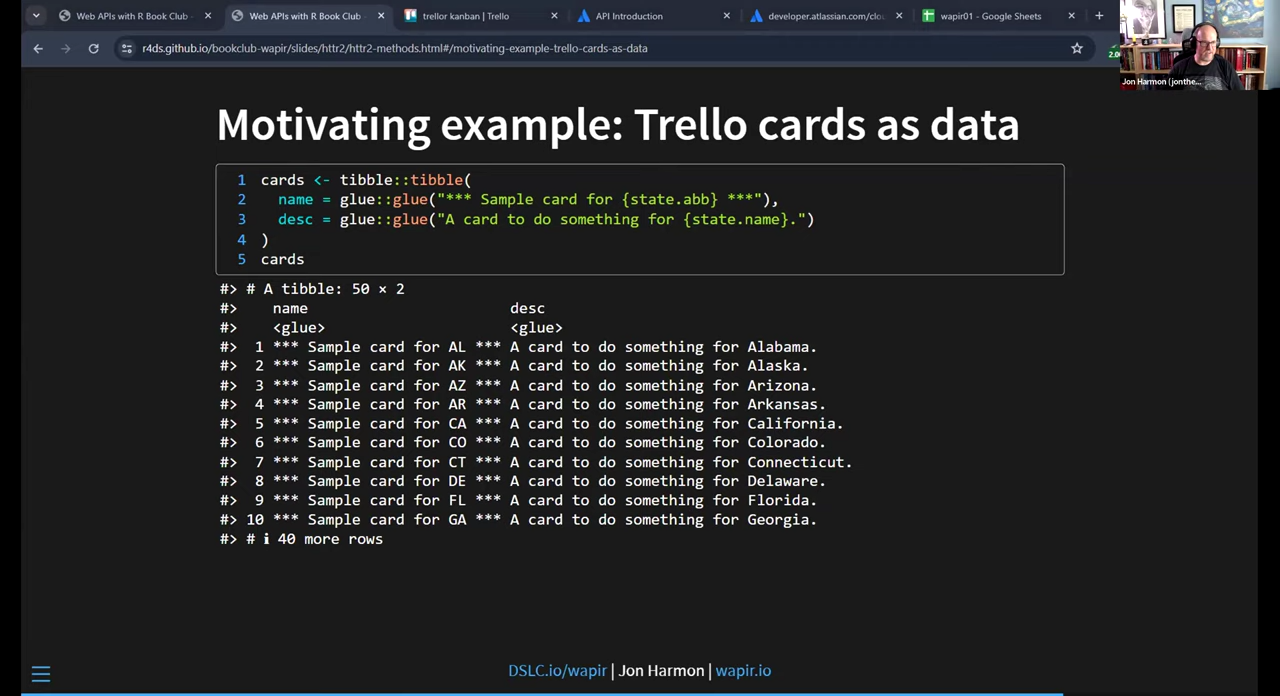 Web APIs with R Book Club
Web APIs with R Book Club
trellor kanban | Trello
API Introduction
developer.atlassian.com/clou
wapir01 - Google Sheets
r4ds.github.io/bookclub-wapir/slides/httr2/httr2-methods.html#/motivating-example-trello-cards-as-data
Jon Harmon (jonthe...
Motivating example: Trello cards as data
1 cards <- tibble::tibble(
2 name = glue::glue("*** Sample card for {state.abb} ***"),
3 desc = glue::glue("A card to do something for {state.name}.")
4 )
5 cards
#> # A tibble: 50 × 2
#> name desc
#> <glue> <glue>
#> 1 *** Sample card for AL *** A card to do something for Alabama.
#> 2 *** Sample card for AK *** A card to do something for Alaska.
#> 3 *** Sample card for AZ *** A card to do something for Arizona.
#> 4 *** Sample card for AR *** A card to do something for Arkansas.
#> 5 *** Sample card for CA *** A card to do something for California.
#> 6 *** Sample card for CO *** A card to do something for Colorado.
#> 7 *** Sample card for CT *** A card to do something for Connecticut.
#> 8 *** Sample card for DE *** A card to do something for Delaware.
#> 9 *** Sample card for FL *** A card to do something for Florida.
#> 10 *** Sample card for GA *** A card to do something for Georgia.
#> # ℹ 40 more rows
DSLC.io/wapir | Jon Harmon | wapir.io